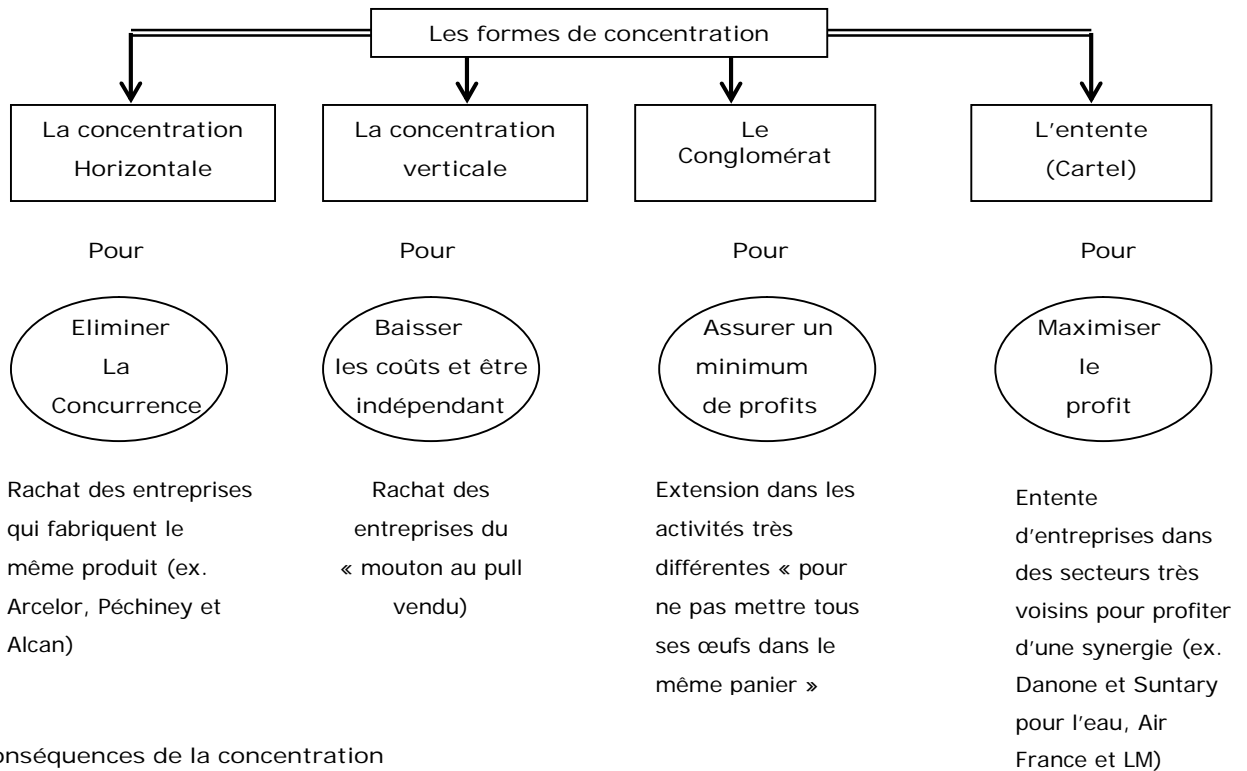 Les formes de concentration
La concentration
Horizontale
La concentration
verticale
Le
Conglomérat
L'entente
(Cartel)
Pour
Pour
Pour
Pour
Eliminer
La
Concurrence
Baisser
les coûts et être
indépendant
Assurer un
minimum
de profits
Maximiser
le
profit
Rachat des entreprises
qui fabriquent le
même produit (ex.
Arcelor, Péchiney et
Alcan)
Rachat des
entreprises du
« mouton au pull
vendu)
Extension dans les
activités très
différentes « pour
ne pas mettre tous
ses œufs dans le
même panier »
Entente
d'entreprises dans
des secteurs très
voisins pour profiter
d'une synergie (ex.
Danone et Suntary
pour l'eau, Air
France et LM)
onséquences de la concentration